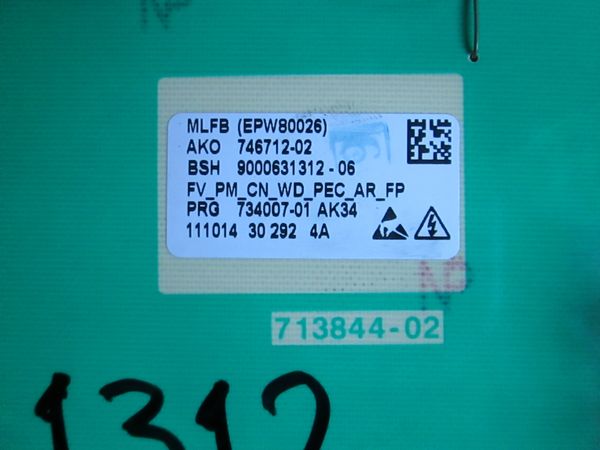 MLFB (EPW80026)
AKO 746712-02
BSH 9000631312-06
FV_PM_CN_WD_PEC_AR_FP
PRG 734007-01 AK34
111014 30 292 4A
NP
713844-02
1312